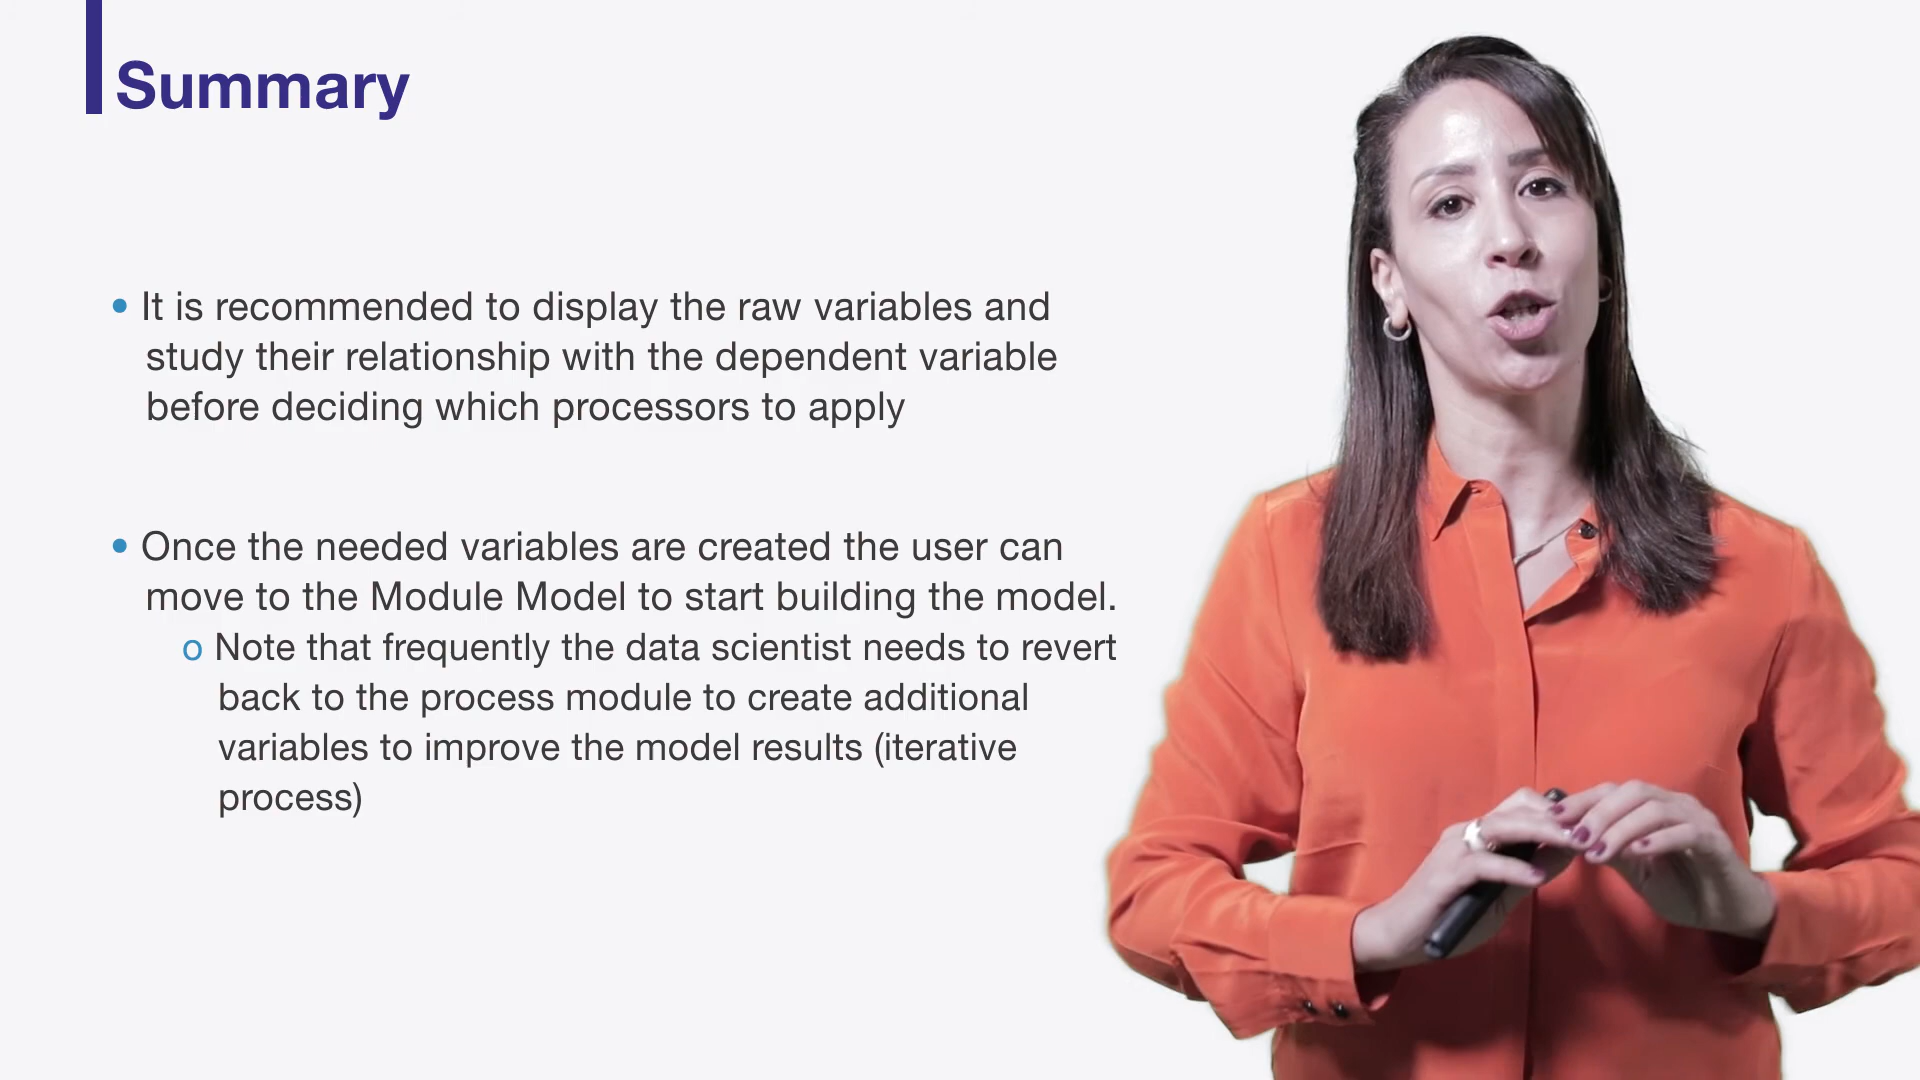 Summary
• It is recommended to display the raw variables and
study their relationship with the dependent variable
before deciding which processors to apply
• Once the needed variables are created the user can
move to the Module Model to start building the model.
o Note that frequently the data scientist needs to revert
back to the process module to create additional
variables to improve the model results (iterative
process)